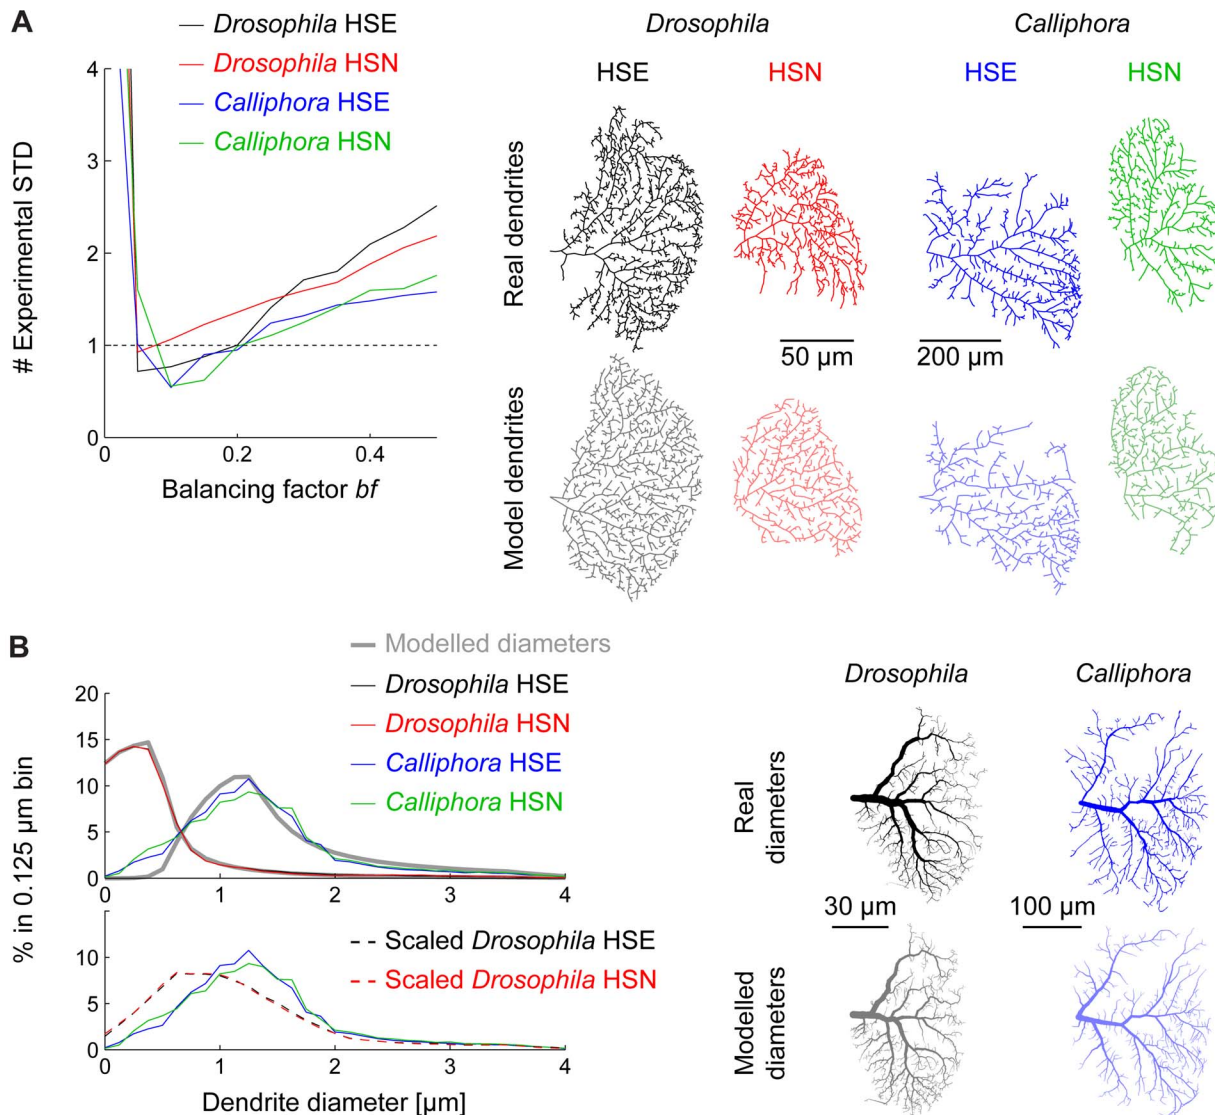 A
Drosophila HSE
Drosophila HSN
Calliphora HSE
Calliphora HSN
4
3
2
1
0
0
0.2
0.4
# Experimental STD
Balancing factor bf
Drosophila
Calliphora
HSE
HSN
HSE
HSN
Real dendrites
50 µm
200 µm
Model dendrites
B
Modelled diameters
Drosophila HSE
Drosophila HSN
Calliphora HSE
Calliphora HSN
20
15
10
5
0
0
1
2
3
4
% in 0.125 µm bin
Scaled Drosophila HSE
Scaled Drosophila HSN
10
5
0
0
1
2
3
4
Dendrite diameter [µm]
Drosophila
Calliphora
Real
diameters
30 µm
100 µm
Modelled
diameters